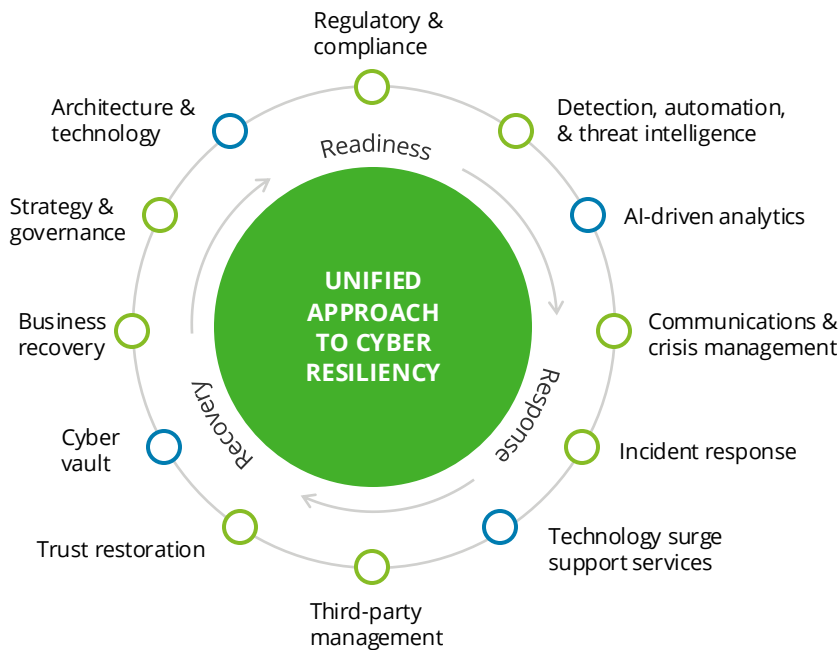 Regulatory &
compliance
Architecture &
technology
Detection, automation,
& threat intelligence
Readiness
Strategy &
governance
AI-driven analytics
UNIFIED
APPROACH
TO CYBER
RESILIENCY
Business
recovery
Communications &
crisis management
Recovery
Response
Cyber
vault
Incident response
Trust restoration
Technology surge
support services
Third-party
management